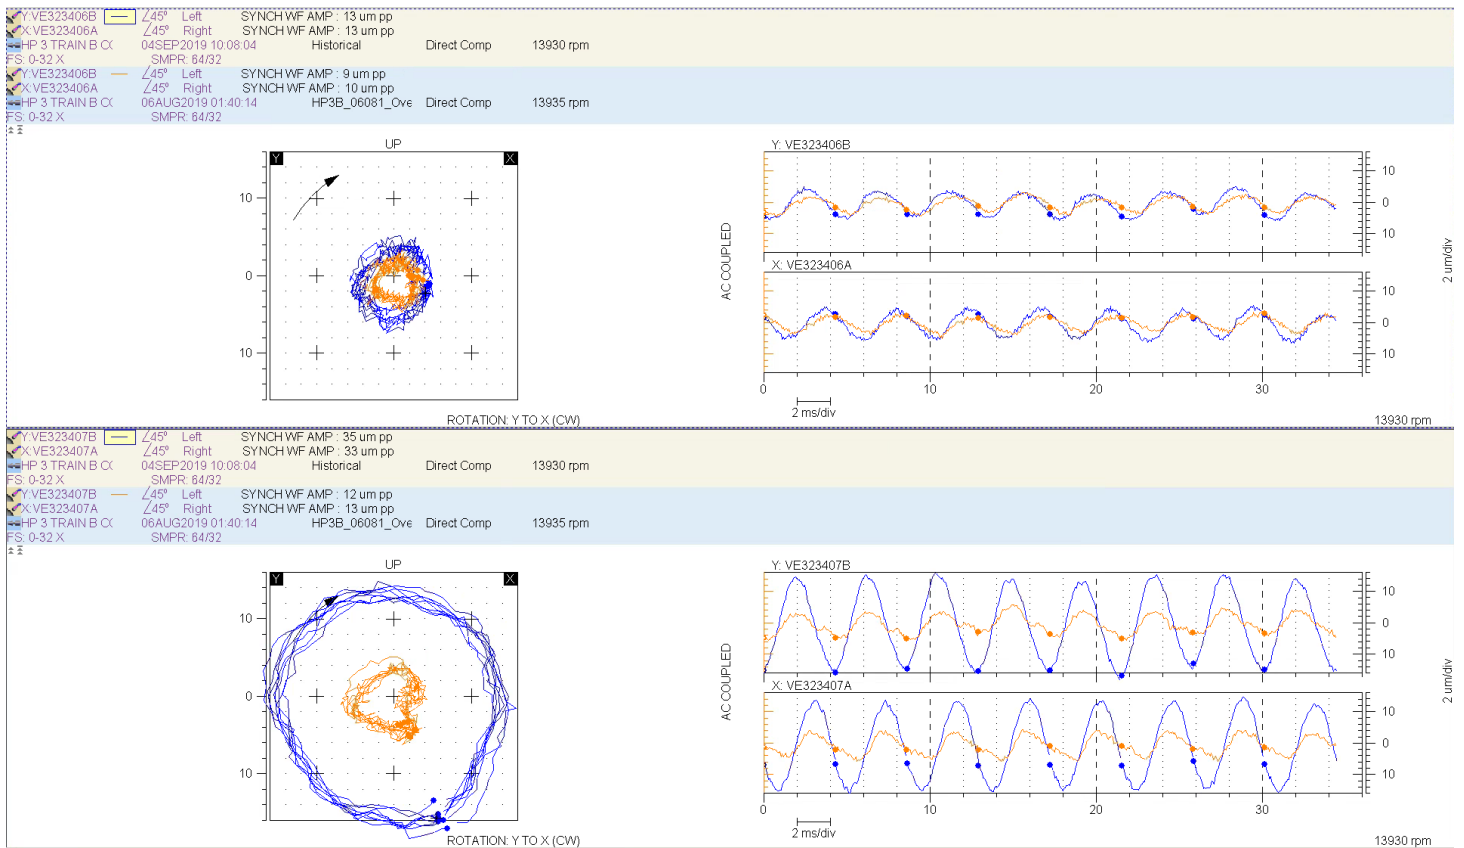 Y:VE323406B ∠45° Left SYNCH WF AMP : 13 um pp
X:VE323406A ∠45° Right SYNCH WF AMP : 13 um pp
HP 3 TRAIN B C( 04SEP2019 10:08:04 Historical Direct Comp 13930 rpm
FS: 0-32 X SMPR: 64/32
Y:VE323406B ∠45° Left SYNCH WF AMP : 9 um pp
X:VE323406A ∠45° Right SYNCH WF AMP : 10 um pp
HP 3 TRAIN B C( 06AUG2019 01:40:14 HP3B_06081_Ove Direct Comp 13935 rpm
FS: 0-32 X SMPR: 64/32
UP
Y X
10
0
10
ROTATION: Y TO X (CW)
Y: VE323406B
10
0
10
AC COUPLED
2 um/div
X: VE323406A
10
0
10
0 10 20 30
2 ms/div
13930 rpm
Y:VE323407B ∠45° Left SYNCH WF AMP : 35 um pp
X:VE323407A ∠45° Right SYNCH WF AMP : 33 um pp
HP 3 TRAIN B C( 04SEP2019 10:08:04 Historical Direct Comp 13930 rpm
FS: 0-32 X SMPR: 64/32
Y:VE323407B ∠45° Left SYNCH WF AMP : 12 um pp
X:VE323407A ∠45° Right SYNCH WF AMP : 13 um pp
HP 3 TRAIN B C( 06AUG2019 01:40:14 HP3B_06081_Ove Direct Comp 13935 rpm
FS: 0-32 X SMPR: 64/32
UP
Y X
10
0
10
ROTATION: Y TO X (CW)
Y: VE323407B
10
0
10
AC COUPLED
2 um/div
X: VE323407A
10
0
10
0 10 20 30
2 ms/div
13930 rpm